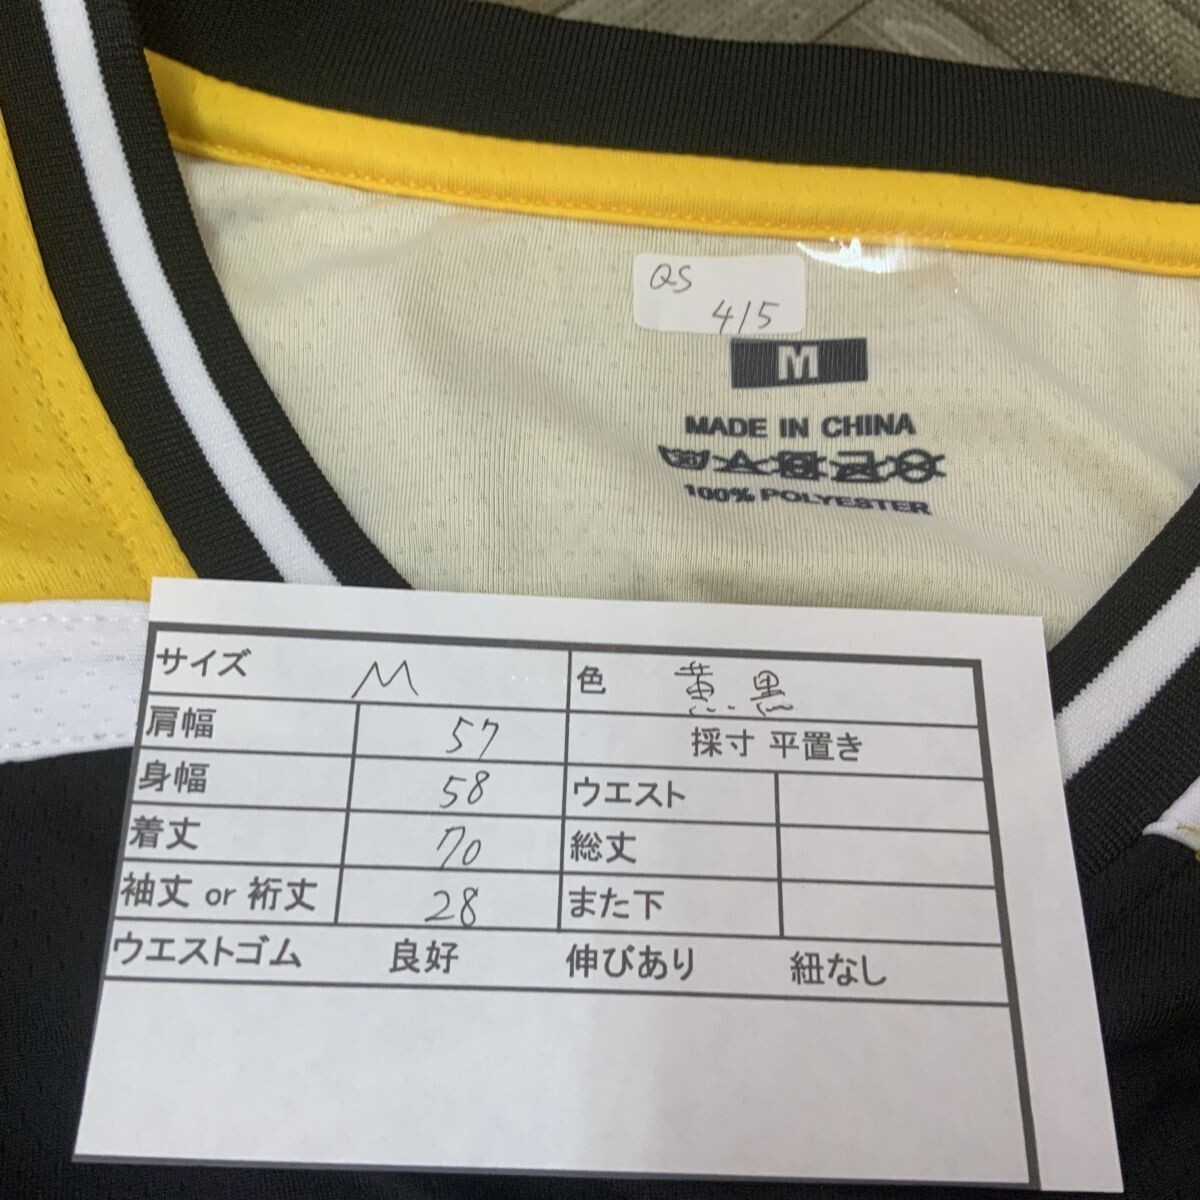 QS
415
M
MADE IN CHINA
100% POLYESTER
サイズ M 色 黄.黒
肩幅 57 採寸 平置き
身幅 58 ウエスト
着丈 70 総丈
袖丈 or 裄丈 28 また下
ウエストゴム 良好 伸びあり 紐なし